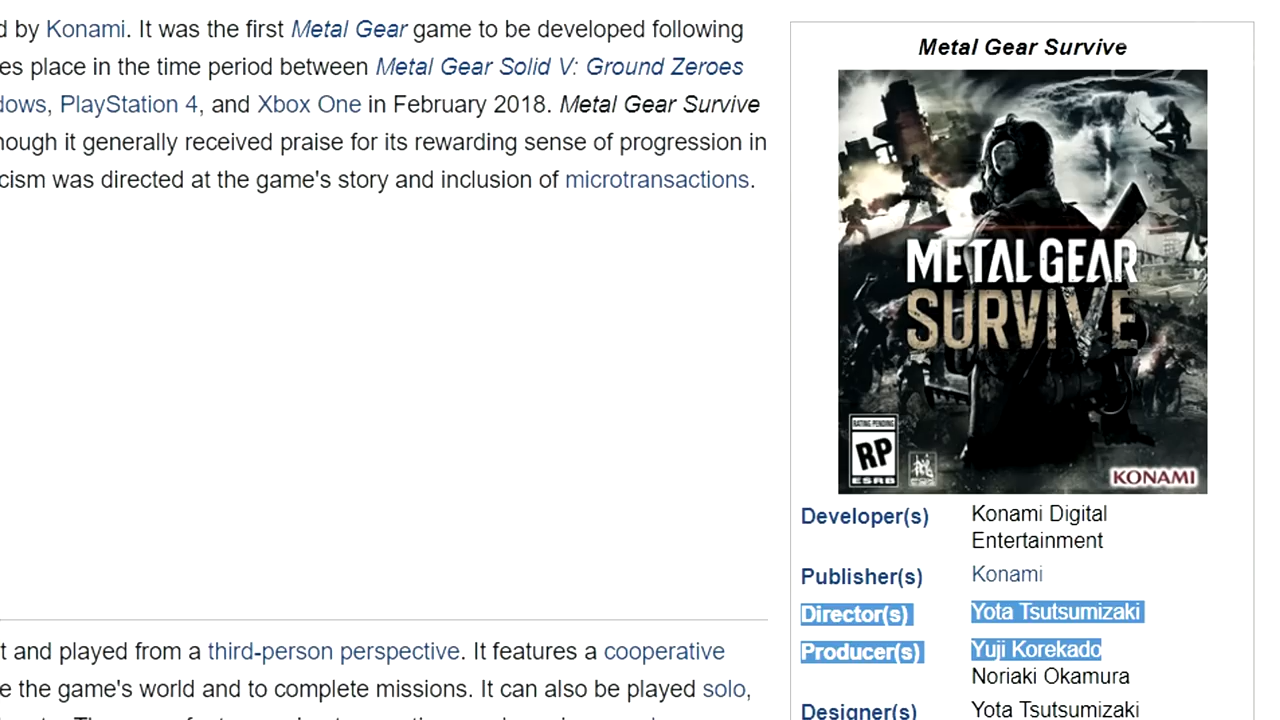 d by Konami. It was the first Metal Gear game to be developed following
es place in the time period between Metal Gear Solid V: Ground Zeroes
dows, PlayStation 4, and Xbox One in February 2018. Metal Gear Survive
nough it generally received praise for its rewarding sense of progression in
cism was directed at the game's story and inclusion of microtransactions.
t and played from a third-person perspective. It features a cooperative
e the game's world and to complete missions. It can also be played solo,
Metal Gear Survive
METAL GEAR
SURVIVE
RATING PENDING
RP
ESRB
KONAMI
Developer(s) Konami Digital
Entertainment
Publisher(s) Konami
Director(s) Yota Tsutsumizaki
Producer(s) Yuji Korekado
Noriaki Okamura
Designer(s) Yota Tsutsumizaki